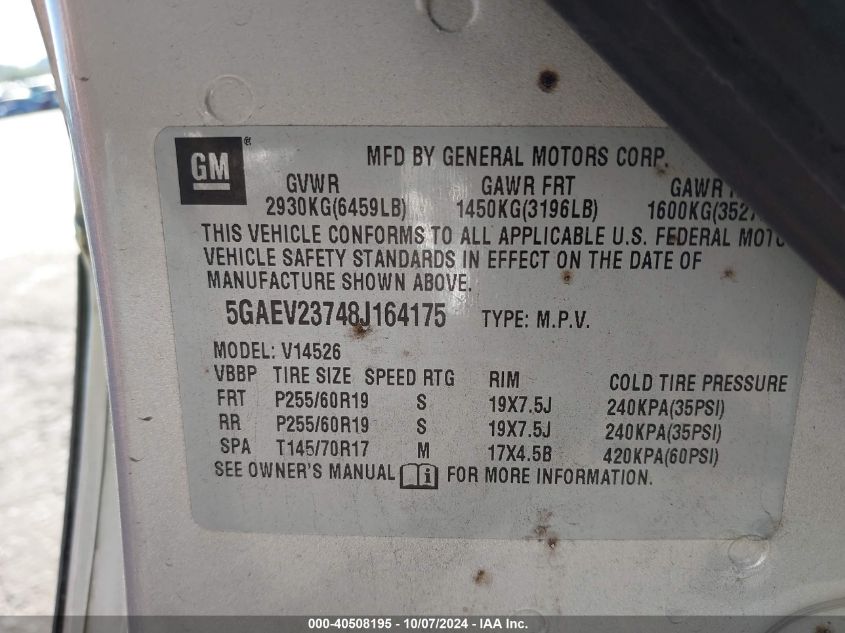 GM®
MFD BY GENERAL MOTORS CORP.
GVWR GAWR FRT GAWR
2930KG(6459LB) 1450KG(3196LB) 1600KG(3527
THIS VEHICLE CONFORMS TO ALL APPLICABLE U.S. FEDERAL
VEHICLE SAFETY STANDARDS IN EFFECT ON THE DATE OF
MANUFACTURE SHOWN ABOVE.
5GAEV23748J164175 TYPE: M.P.V.
MODEL: V14526
VBBP TIRE SIZE SPEED RTG RIM COLD TIRE PRESSURE
FRT P255/60R19 S 19X7.5J 240KPA(35PSI)
RR P255/60R19 S 19X7.5J 240KPA(35PSI)
SPA T145/70R17 M 17X4.5B 420KPA(60PSI)
SEE OWNER'S MANUAL i FOR MORE INFORMATION.
000-40508195 - 10/07/2024 - IAA Inc.